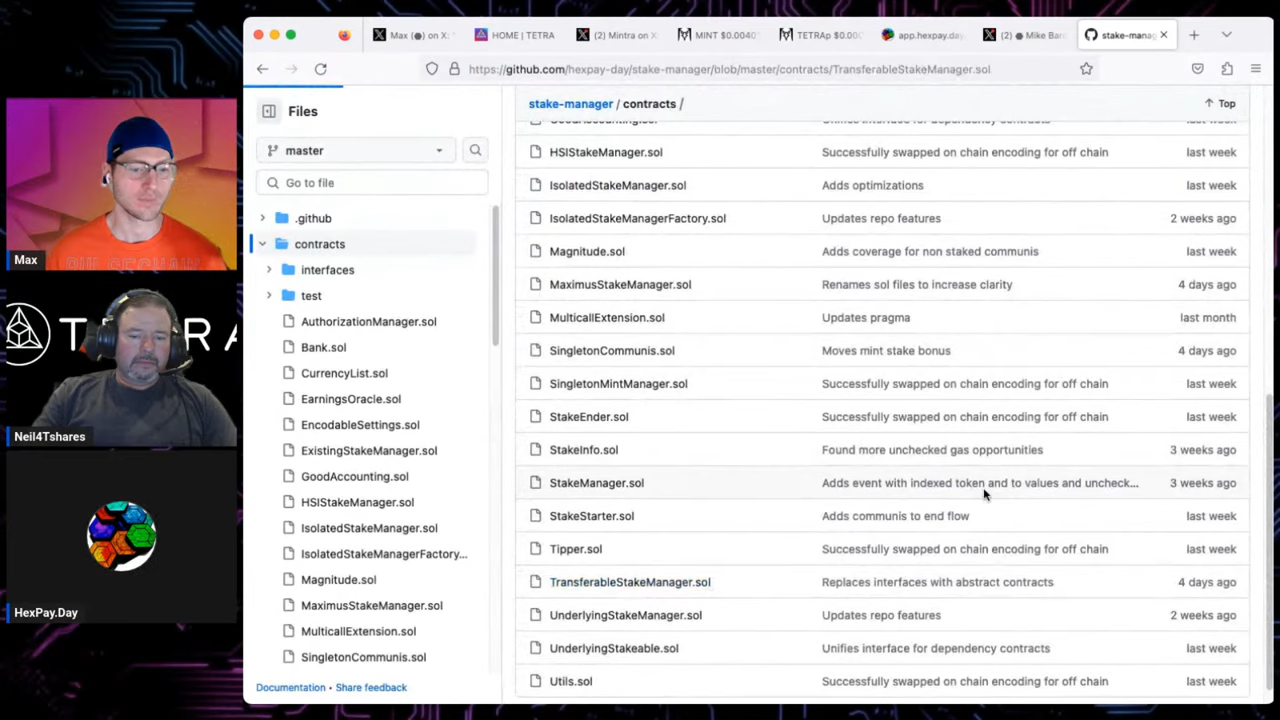 Max (⬣) on X: "
HOME | TETRA
(2) Mintra on X:
MINT $0.0040
TETRAp $0.00
app.hexpay.day
(2) ⬣ Mike Bar
stake-manag
https://github.com/hexpay-day/stake-manager/blob/master/contracts/TransferableStakeManager.sol
Files
master
Go to file
.github
contracts
interfaces
test
AuthorizationManager.sol
Bank.sol
CurrencyList.sol
EarningsOracle.sol
EncodableSettings.sol
ExistingStakeManager.sol
GoodAccounting.sol
HSIStakeManager.sol
IsolatedStakeManager.sol
IsolatedStakeManagerFactory...
Magnitude.sol
MaximusStakeManager.sol
MulticallExtension.sol
SingletonCommunis.sol
Documentation • Share feedback
stake-manager / contracts /
Top
GoodAccounting.sol Unifies interface for dependency contracts last week
HSIStakeManager.sol Successfully swapped on chain encoding for off chain last week
IsolatedStakeManager.sol Adds optimizations last week
IsolatedStakeManagerFactory.sol Updates repo features 2 weeks ago
Magnitude.sol Adds coverage for non staked communis last week
MaximusStakeManager.sol Renames sol files to increase clarity 4 days ago
MulticallExtension.sol Updates pragma last month
SingletonCommunis.sol Moves mint stake bonus 4 days ago
SingletonMintManager.sol Successfully swapped on chain encoding for off chain last week
StakeEnder.sol Successfully swapped on chain encoding for off chain last week
StakeInfo.sol Found more unchecked gas opportunities 3 weeks ago
StakeManager.sol Adds event with indexed token and to values and uncheck... 3 weeks ago
StakeStarter.sol Adds communis to end flow last week
Tipper.sol Successfully swapped on chain encoding for off chain last week
TransferableStakeManager.sol Replaces interfaces with abstract contracts 4 days ago
UnderlyingStakeManager.sol Updates repo features 2 weeks ago
UnderlyingStakeable.sol Unifies interface for dependency contracts last week
Utils.sol Successfully swapped on chain encoding for off chain last week
Max
Neil4Tshares
HexPay.Day